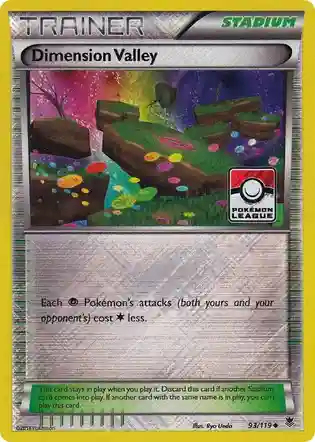 TRAINER STADIUM
Dimension Valley
POKÉMON
LEAGUE
Each Pokémon's attacks (both yours and your
opponent's) cost less.
This card stays in play when you play it. Discard this card if another Stadium
card comes into play. If another card with the same name is in play, you can't
play this card.
©2014 Pokémon
Illus. Ryo Ueda
93/119